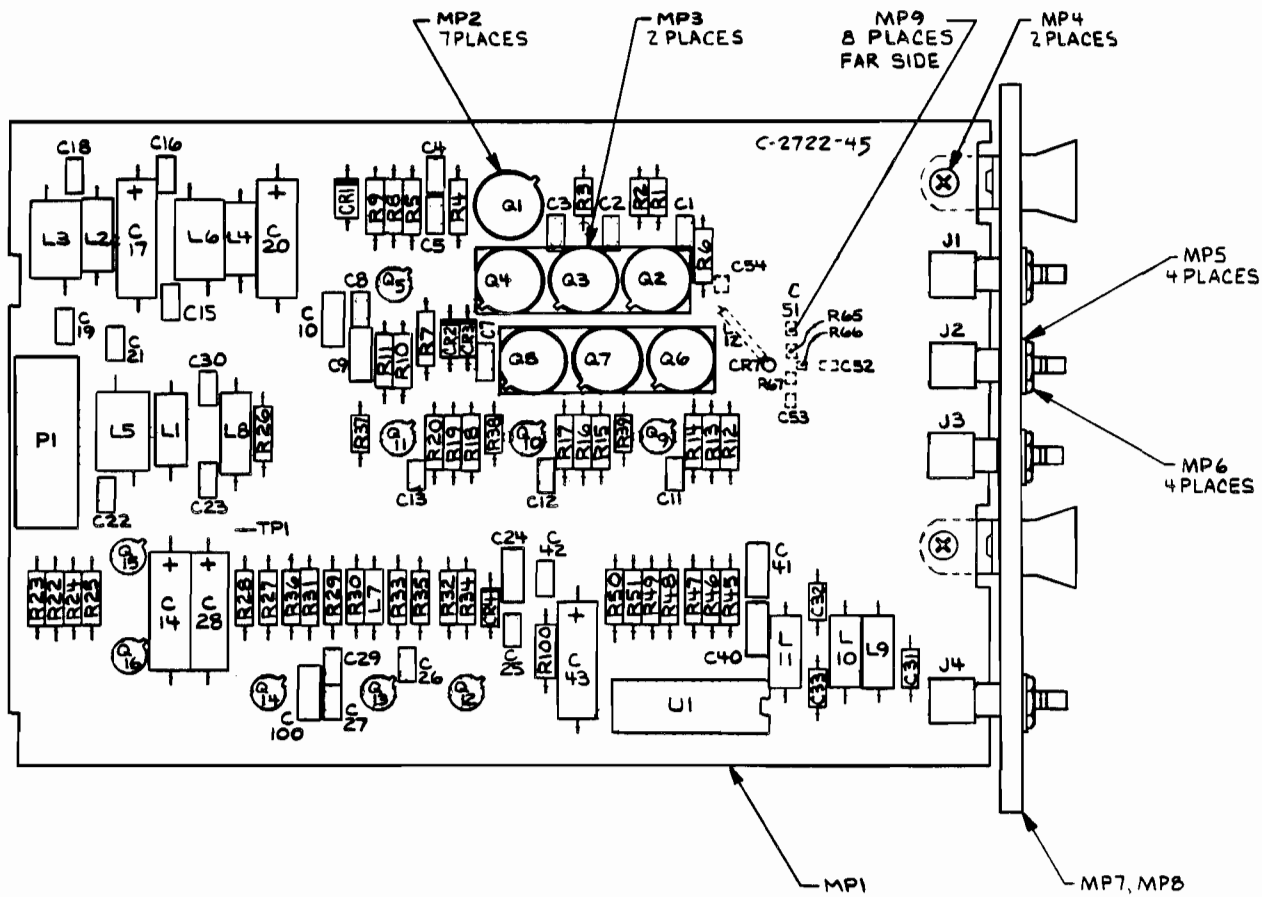 MP2
7 PLACES
MP3
2 PLACES
MP9
8 PLACES
FAR SIDE
MP4
2 PLACES
C-2722-45
C18
C16
C4
CR1
R9
R8
R5
C5
R4
Q1
R3
R2
R1
C3
C2
C1
R6
L3
L2
C
17
L6
L4
C
20
Q4
Q3
Q2
C54
J1
MP5
4 PLACES
C
19
C
21
C15
C
10
C8
C9
Q5
R11
R10
R7
CR2
CR3
C7
Q8
Q7
Q6
C
51
R65
R66
CR7
R67
C52
C53
J2
C30
P1
L5
L1
L8
R26
R37
Q
11
R20
R19
R18
R38
Q
10
R17
R16
R15
R39
Q
9
R14
R13
R12
J3
MP6
4 PLACES
C22
C23
C13
C12
C11
TP1
Q
15
C24
C
42
C
41
R23
R22
R24
R25
C
14
C
28
R28
R27
R36
R31
R29
R30
L7
R33
R35
R32
R34
CR4
R50
R51
R49
R48
R47
R46
R45
C32
Q
16
C29
C
26
C
25
R100
C
43
C40
L
11
L
10
L9
C31
Q
14
C
100
C
27
Q
13
Q
12
U1
C33
J4
MP1
MP7, MP8